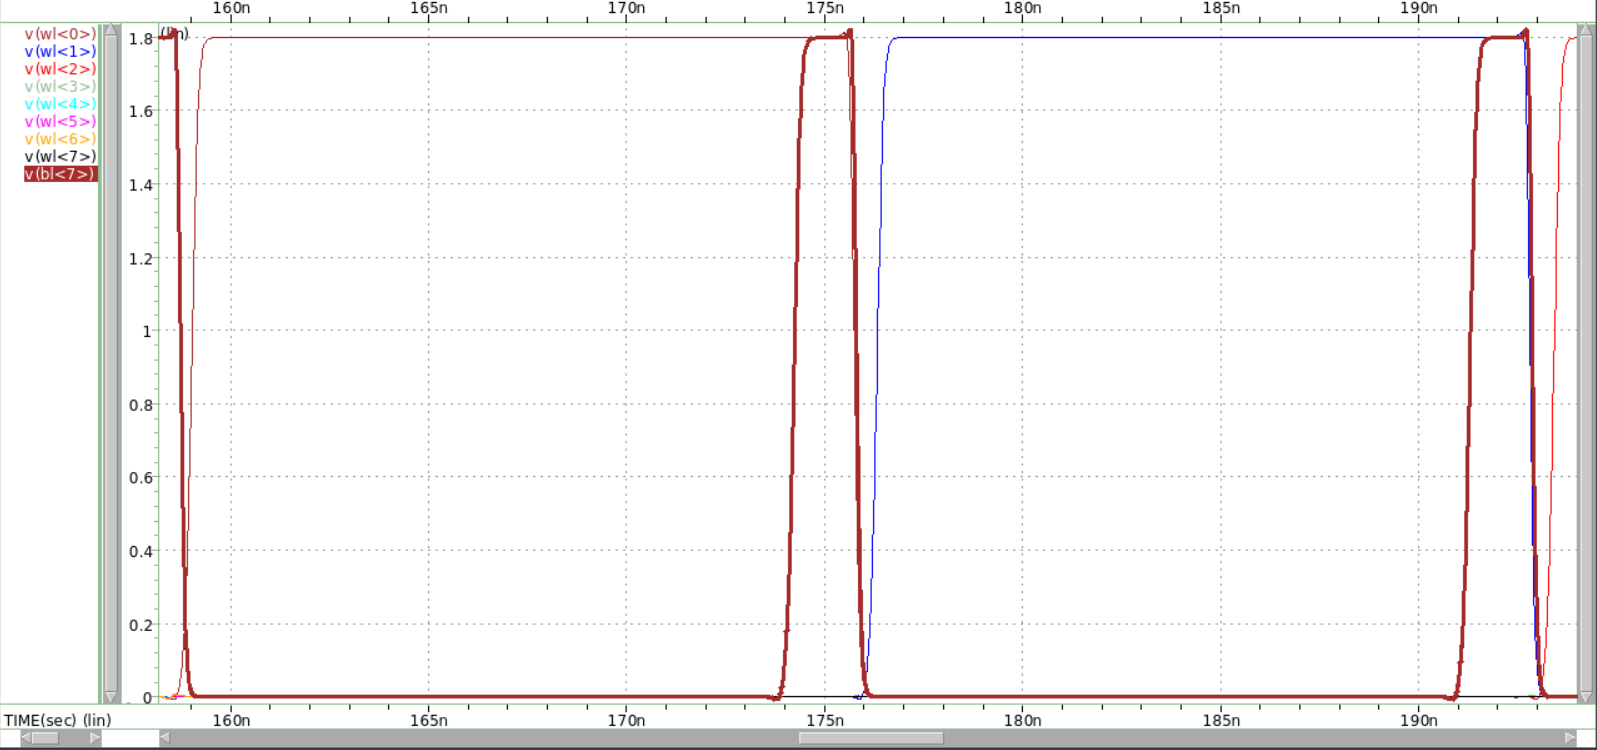 160n 165n 170n 175n 180n 185n 190n
v(wl<0>)
v(wl<1>)
v(wl<2>)
v(wl<3>)
v(wl<4>)
v(wl<5>)
v(wl<6>)
v(wl<7>)
v(bl<7>)
(lin)
1.8
1.6
1.4
1.2
1
0.8
0.6
0.4
0.2
0
TIME(sec) (lin) 160n 165n 170n 175n 180n 185n 190n